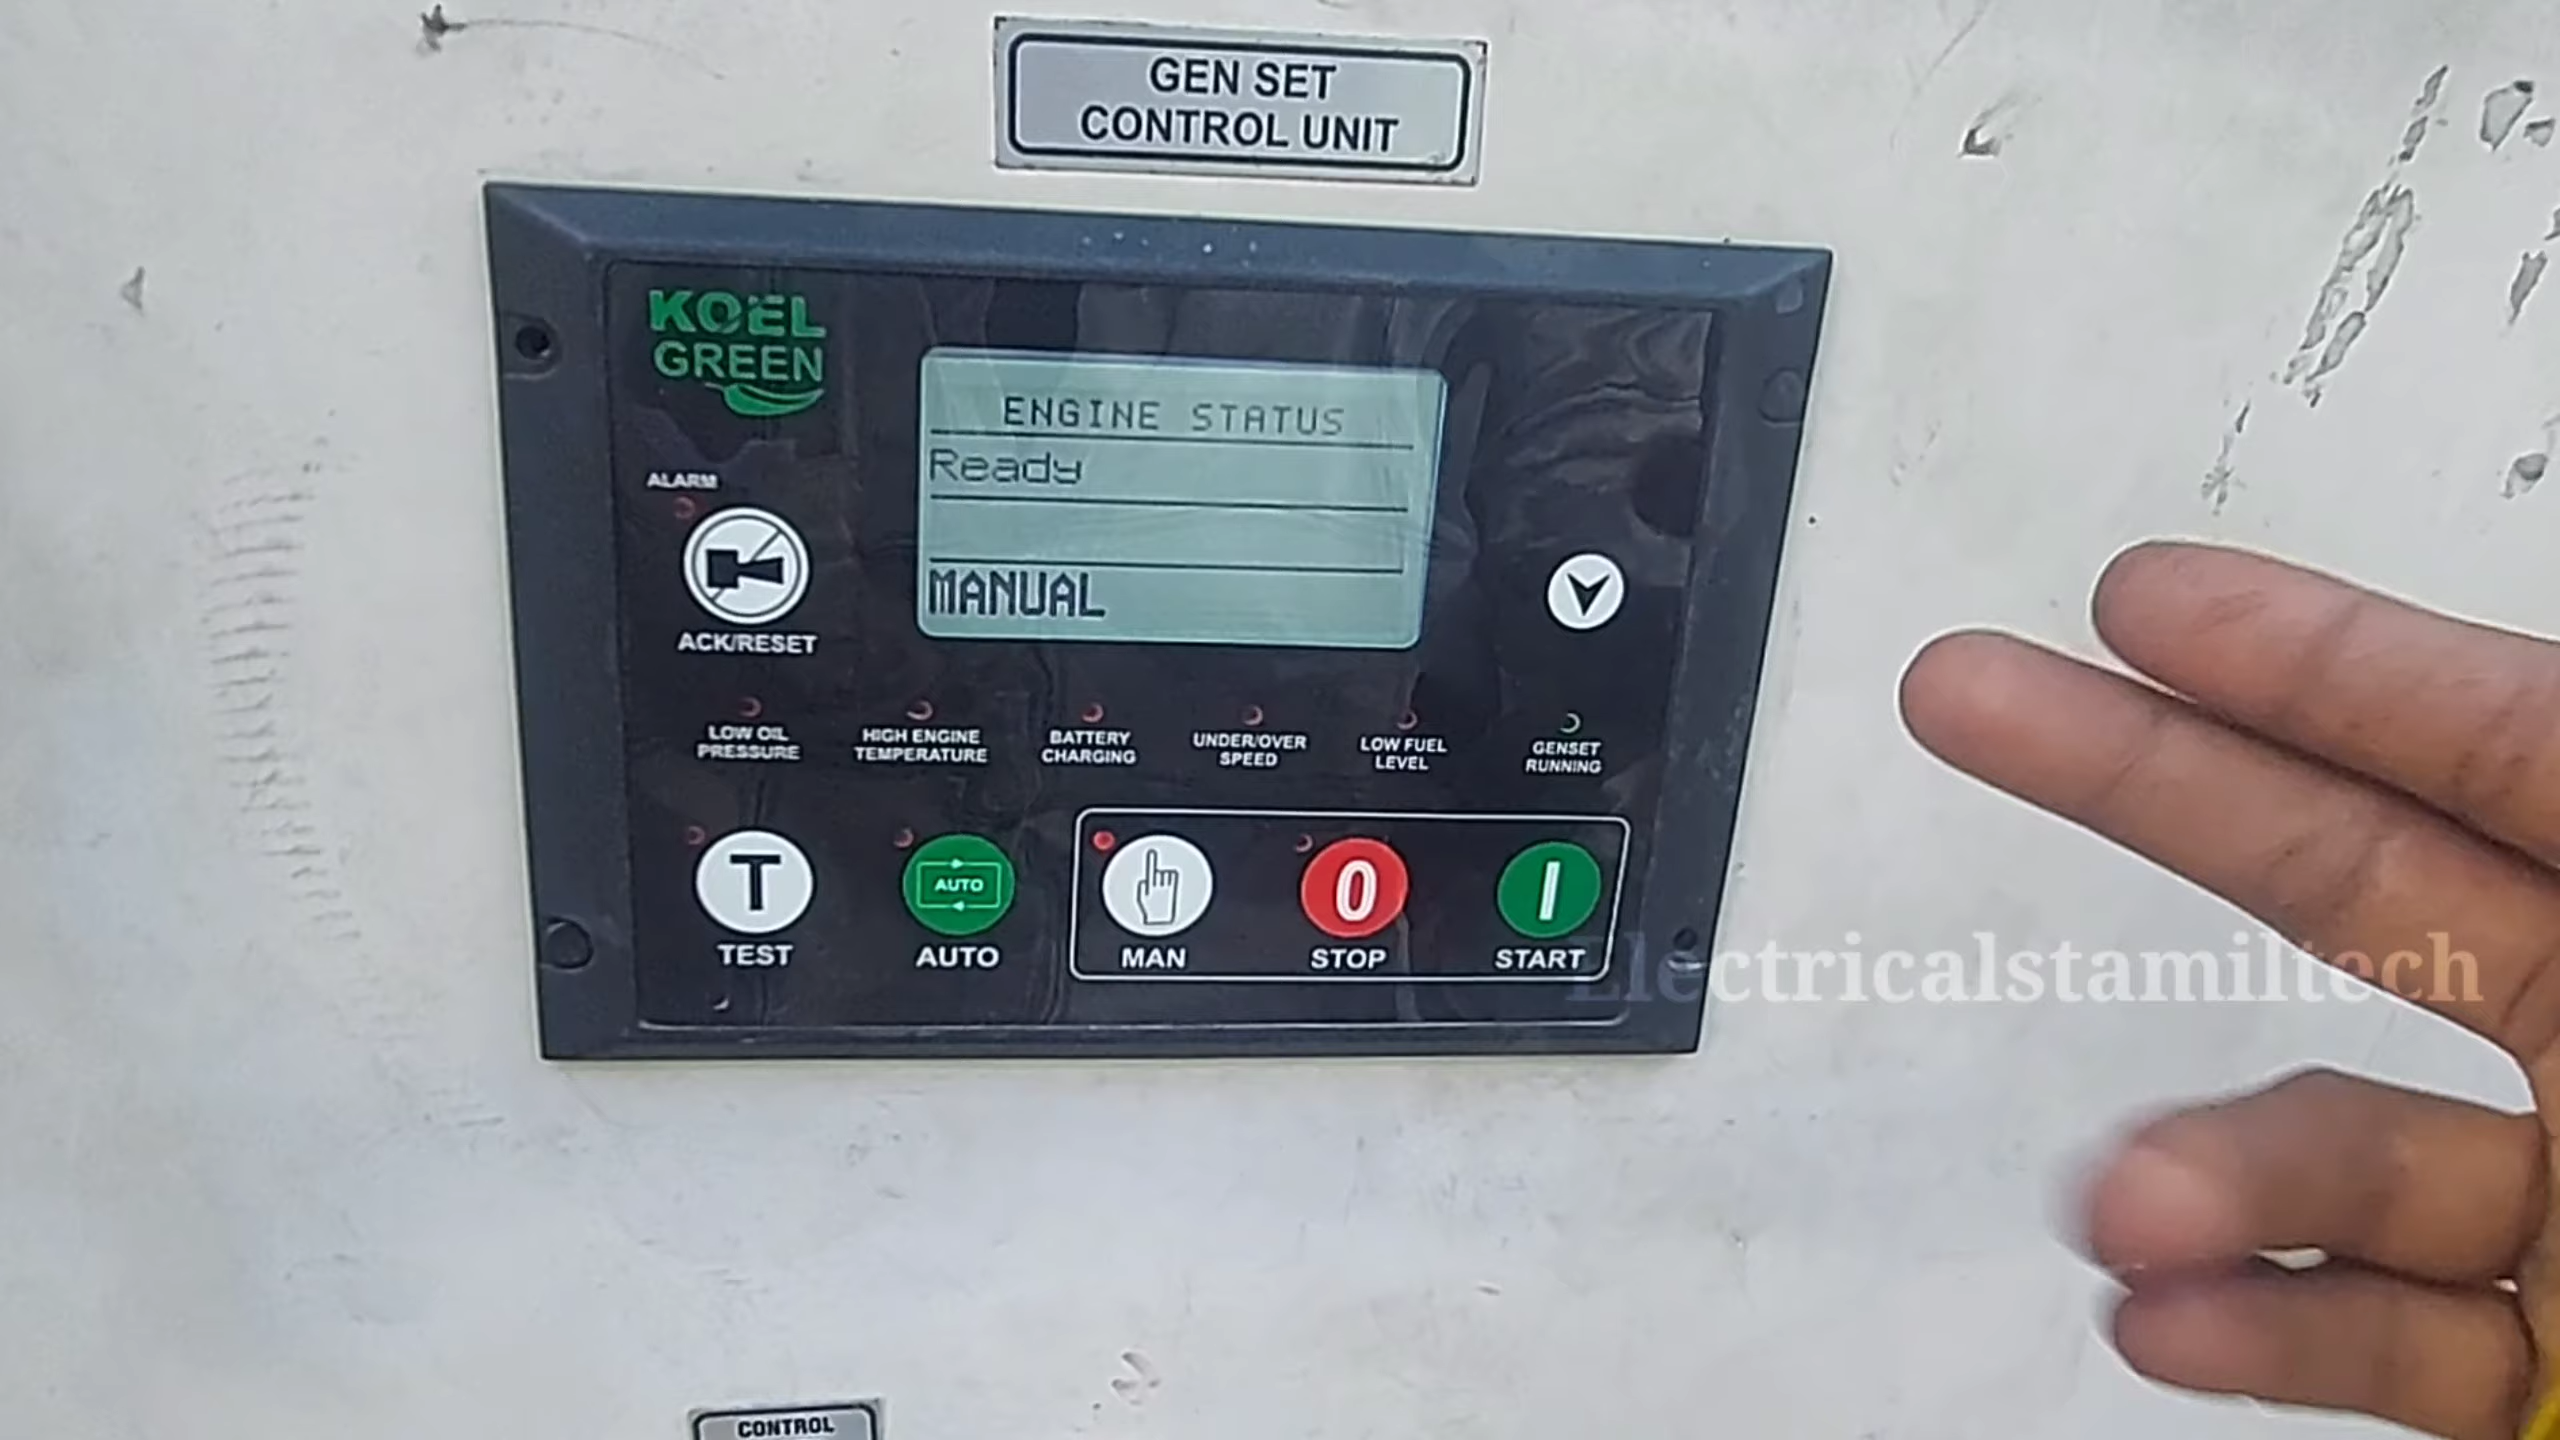 GEN SET
CONTROL UNIT
KOEL
GREEN
ENGINE STATUS
Ready
MANUAL
ALARM
ACK/RESET
LOW OIL
PRESSURE
HIGH ENGINE
TEMPERATURE
BATTERY
CHARGING
UNDER/OVER
SPEED
LOW FUEL
LEVEL
GENSET
RUNNING
T
TEST
AUTO
AUTO
MAN
0
STOP
I
START
Electricalstamiltech
CONTROL